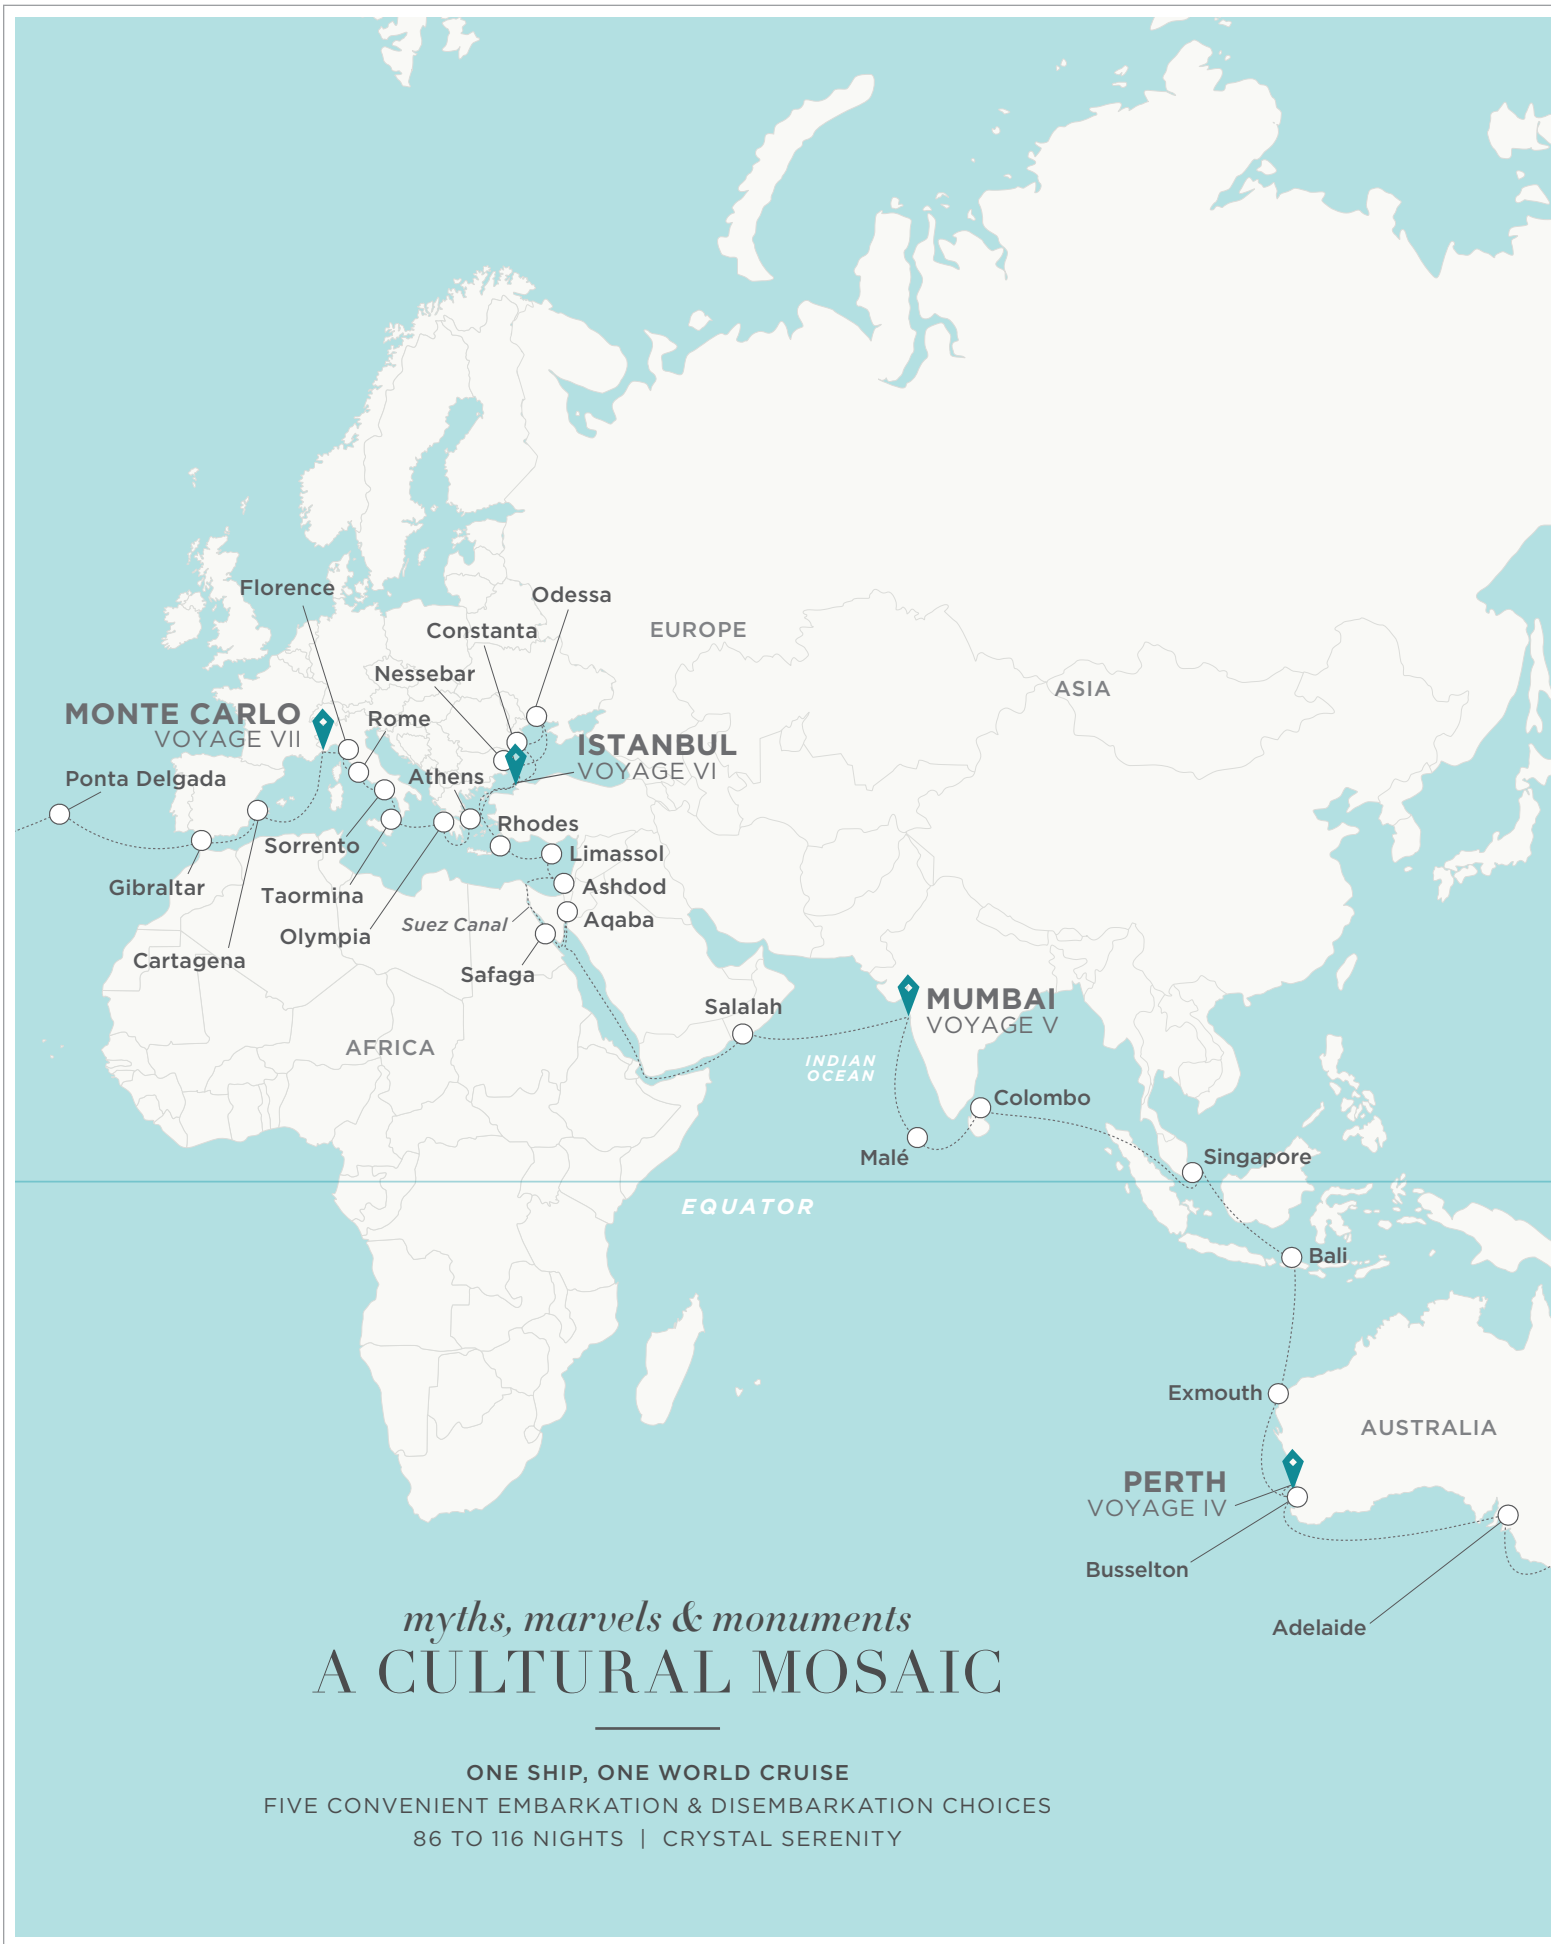 Florence
Odessa
Constanta
EUROPE
Nessebar
ASIA
MONTE CARLO
VOYAGE VII
Rome
ISTANBUL
VOYAGE VI
Ponta Delgada
Athens
Rhodes
Sorrento
Limassol
Gibraltar
Taormina
Ashdod
Aqaba
Suez Canal
Olympia
Cartagena
Safaga
MUMBAI
VOYAGE V
Salalah
AFRICA
INDIAN
OCEAN
Colombo
Malé
Singapore
EQUATOR
Bali
Exmouth
AUSTRALIA
PERTH
VOYAGE IV
Busselton
Adelaide
myths, marvels & monuments
A CULTURAL MOSAIC
ONE SHIP, ONE WORLD CRUISE
FIVE CONVENIENT EMBARKATION & DISEMBARKATION CHOICES
86 TO 116 NIGHTS | CRYSTAL SERENITY